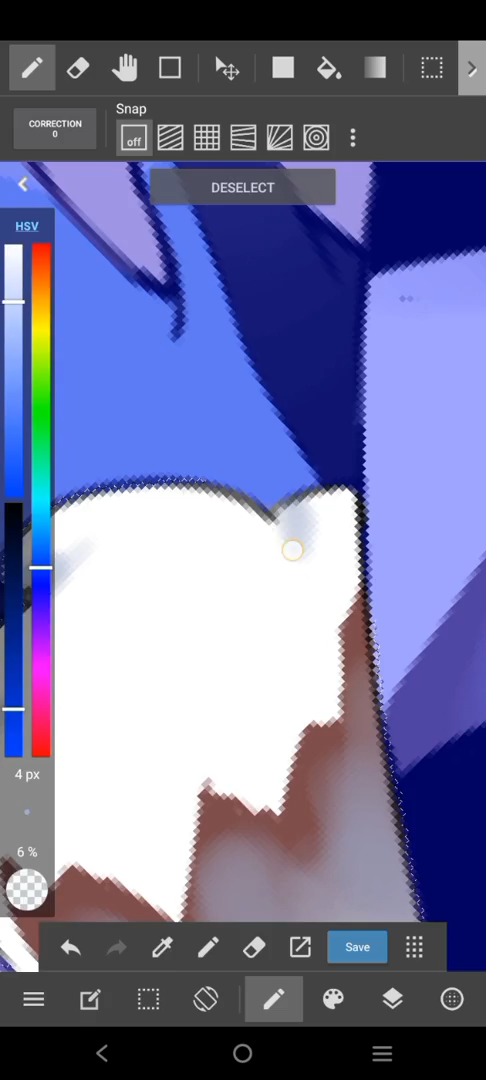 Snap
CORRECTION
0
off
DESELECT
HSV
4 px
6 %
Save